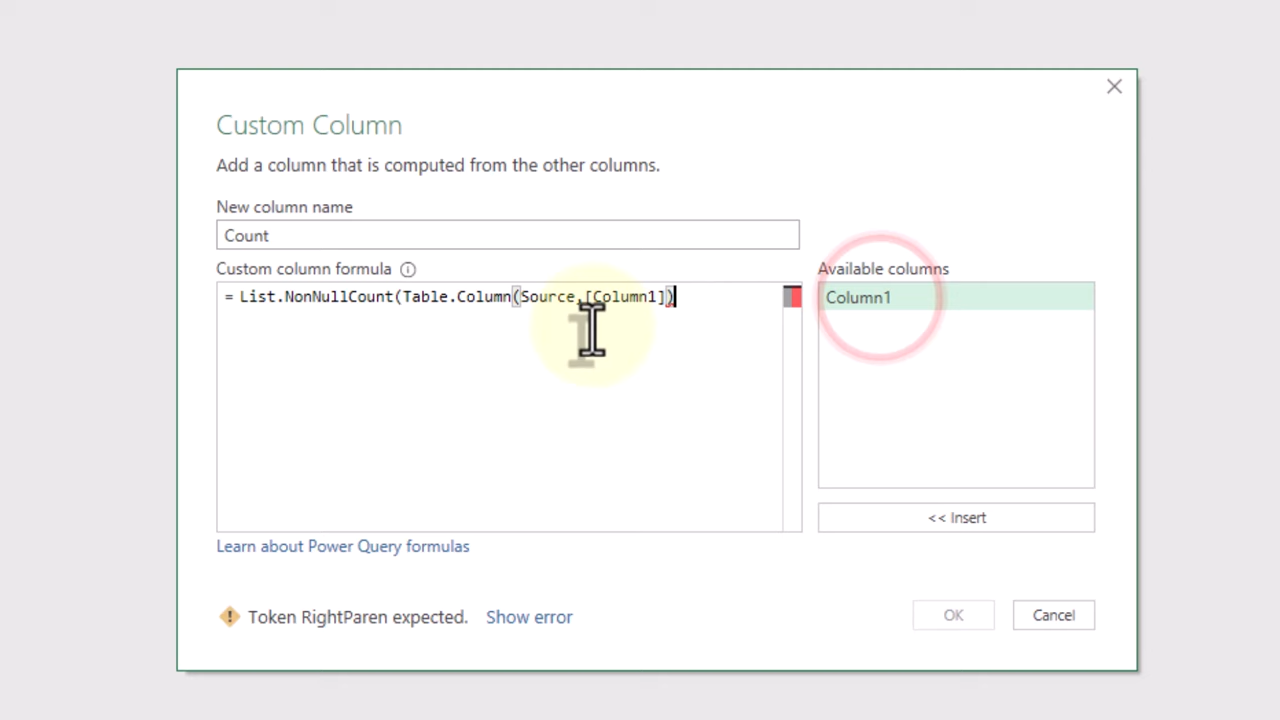 Custom Column
Add a column that is computed from the other columns.
New column name
Count
Custom column formula
Available columns
= List.NonNullCount(Table.Column(Source,[Column1])
Column1
<< Insert
Learn about Power Query formulas
Token RightParen expected. Show error
OK
Cancel